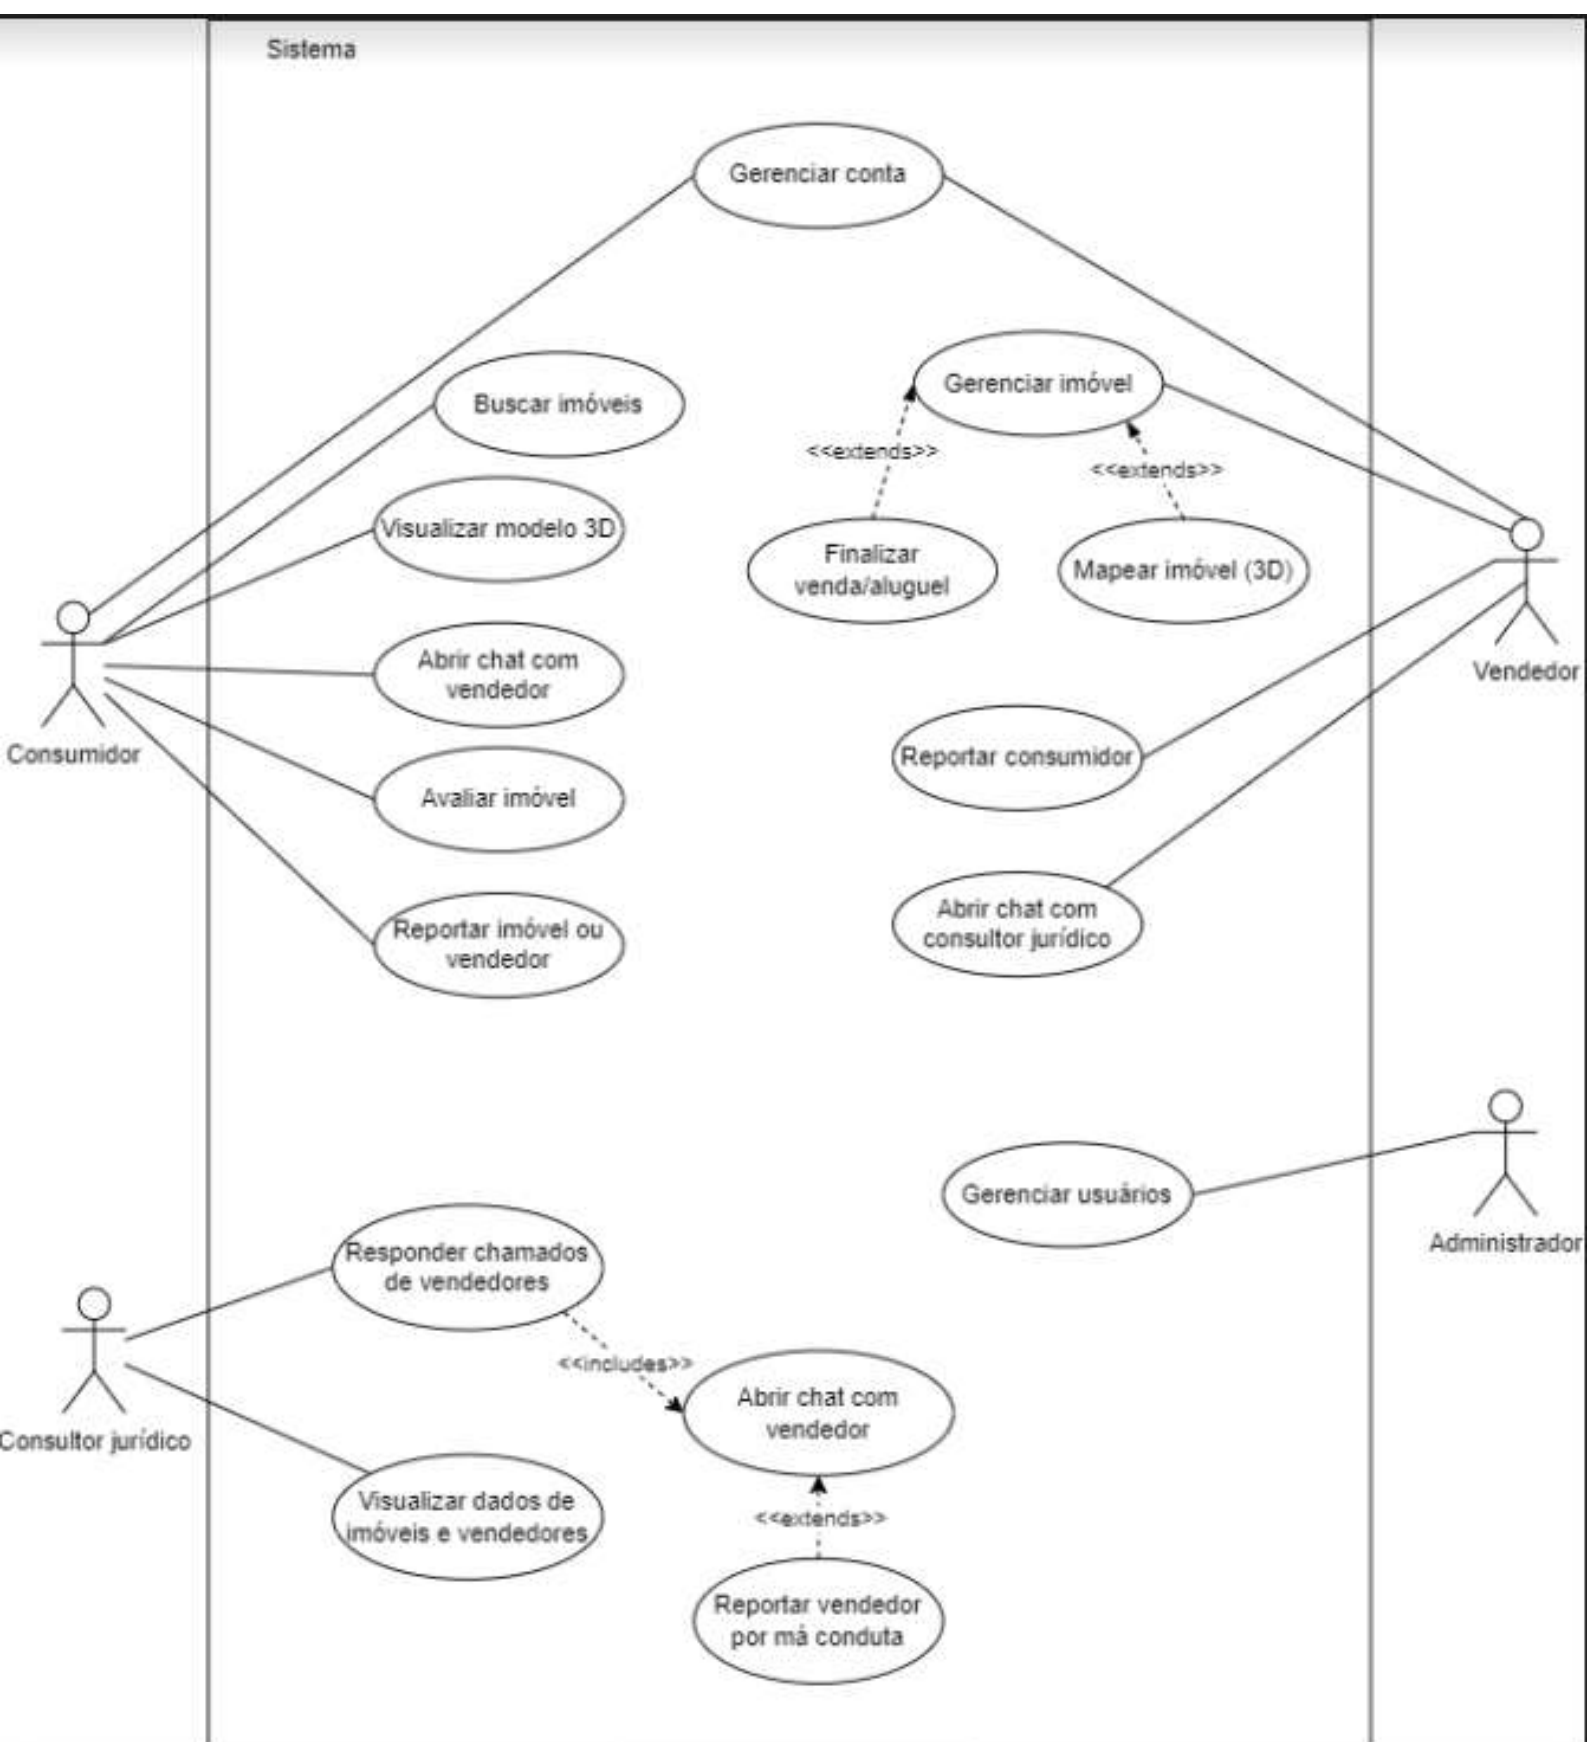 Sistema
Gerenciar conta
Buscar imóveis
Gerenciar imóvel
<<extends>>
<<extends>>
Visualizar modelo 3D
Finalizar
venda/aluguel
Mapear imóvel (3D)
Abrir chat com
vendedor
Vendedor
Consumidor
Avaliar imóvel
Reportar consumidor
Reportar imóvel ou
vendedor
Abrir chat com
consultor jurídico
Gerenciar usuários
Administrador
Responder chamados
de vendedores
<<includes>>
Abrir chat com
vendedor
Consultor jurídico
Visualizar dados de
imóveis e vendedores
<<extends>>
Reportar vendedor
por má conduta